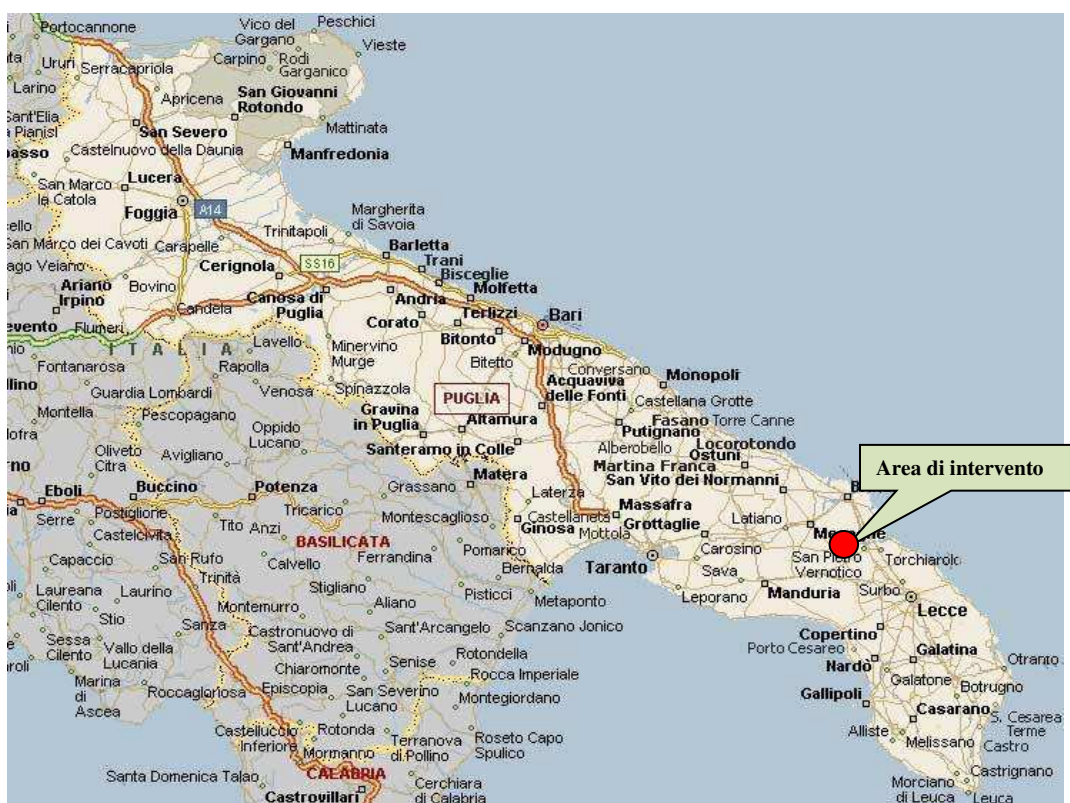 Portocannone
Vico del
Gargano
Peschici
Vieste
Ururi
Serracapriola
Carpino
Rodi
Garganico
Larino
Apricena
San Giovanni
Rotondo
Sant'Elia
a Pianisi
San Severo
Mattinata
Castelnuovo della Daunia
Manfredonia
San Marco
la Catola
Lucera
Foggia
A14
Margherita
di Savoia
Trinitapoli
San Marco dei Cavoti
Carapelle
Barletta
Trani
Cerignola
SS16
Bisceglie
Ariano
Irpino
Bovino
Molfetta
Canosa di
Puglia
Andria
Terlizzi
Candela
Corato
Bari
Flumeri
Bitonto
Modugno
ITALIA
Lavello
Minervino
Murge
Bitetto
Conversano
Fontanarosa
Rapolla
Monopoli
Guardia Lombardi
Venosa
Spinazzola
PUGLIA
Acquaviva
delle Fonti
Castellana Grotte
Montella
Pescopagano
Gravina
in Puglia
Altamura
Fasano
Torre Canne
Putignano
Oppido
Lucano
Alberobello
Locorotondo
Oliveto
Citra
Avigliano
Santeramo in Colle
Ostuni
Martina Franca
Matera
San Vito dei Normanni
Area di intervento
Eboli
Buccino
Potenza
Grassano
Laterza
Massafra
Serre
Postiglione
Tricarico
Castellaneta
Latiano
Castelcivita
Tito
Anzi
Montescaglioso
Ginosa
Mottola
Grottaglie
BASILICATA
Carosino
San Pietro
Vernotico
Torchiarolo
Capaccio
San Rufo
Calvello
Ferrandina
Pomarico
Taranto
Sava
Trinità
Bernalda
Leporano
Manduria
Surbo
Laureana
Cilento
Laurino
Stigliano
Pisticci
Metaponto
Lecce
Stio
Montemurro
Aliano
Copertino
Sanza
Castronuovo di
Sant'Andrea
Sant'Arcangelo
Scanzano Jonico
Porto Cesareo
Galatina
Sessa
Cilento
Vallo della
Lucania
Chiaromonte
Senise
Rotondella
Nardò
Otranto
Marina
di
Ascea
Roccagloriosa
Episcopia
San Severino
Lucano
Rocca Imperiale
Galatone
Botrugno
Montegiordano
Gallipoli
Casarano
S. Cesarea
Terme
Castelluccio
Inferiore
Rotonda
Terranova
di Pollino
Roseto Capo
Spulico
Alliste
Melissano
Castro
Mormanno
Santa Domenica Talao
CALABRIA
Castrovillari
Cerchiara
di Calabria
Castrignano
Morciano
di Leuca
Leuca